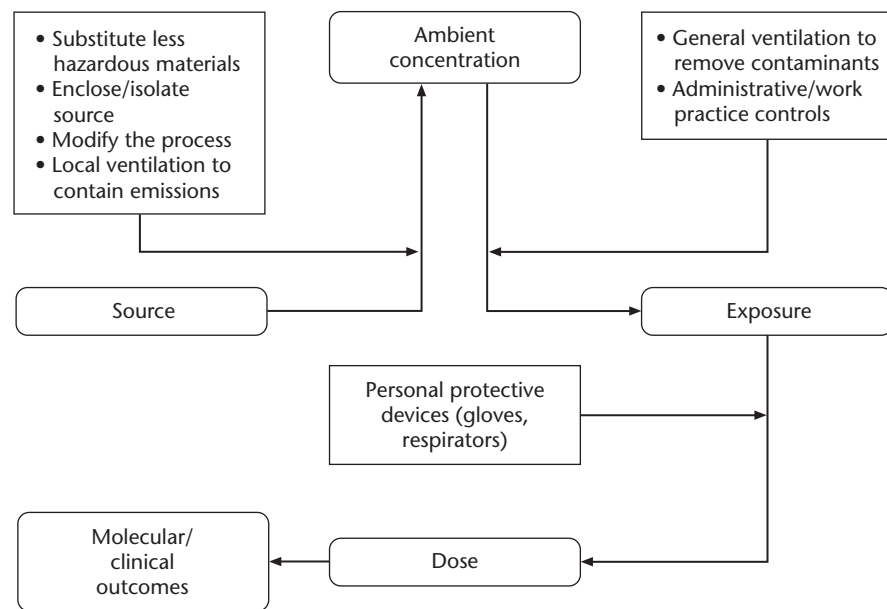 • Substitute less
hazardous materials
• Enclose/isolate
source
• Modify the process
• Local ventilation to
contain emissions
Ambient
concentration
• General ventilation to
remove contaminants
• Administrative/work
practice controls
Source
Exposure
Personal protective
devices (gloves,
respirators)
Molecular/
clinical
outcomes
Dose